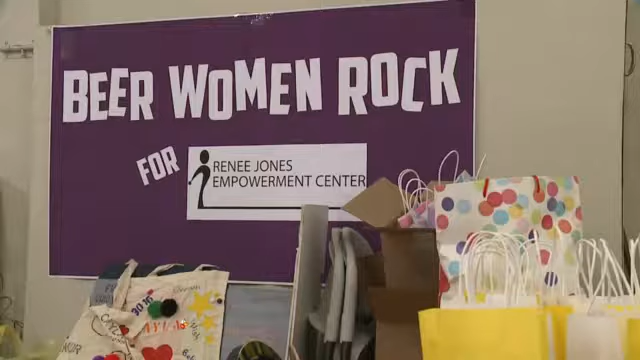 BEER WOMEN ROCK
FOR
RENEE JONES
EMPOWERMENT CENTER